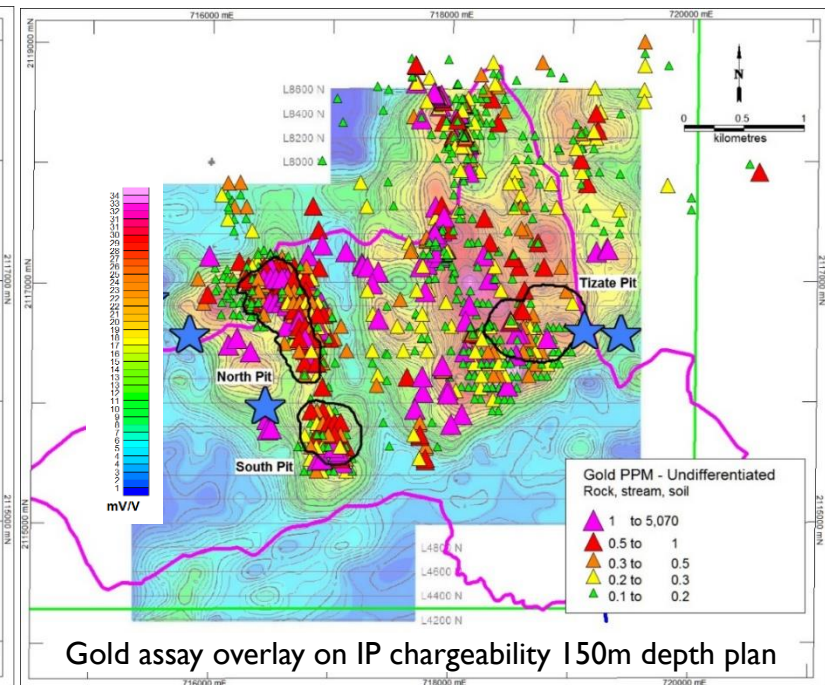 716000 mE
718000 mE
720000 mE
2119000 mN
N
L8600 N
L8400 N
L8200 N
L8000 N
0 0.5 1
kilometres
34
33
32
31
30
29
28
27
26
25
24
23
22
21
20
19
18
17
16
15
14
13
12
11
10
9
8
7
6
5
4
3
2
1
mV/V
2117000 mN
2117000 mN
Tizate Pit
North Pit
South Pit
Gold PPM - Undifferentiated
Rock, stream, soil
1 to 5,070
0.5 to 1
0.3 to 0.5
0.2 to 0.3
0.1 to 0.2
2115000 mN
2115000 mN
L4800 N
L4600 N
L4400 N
L4200 N
Gold assay overlay on IP chargeability 150m depth plan
716000 mE
718000 mE
720000 mE